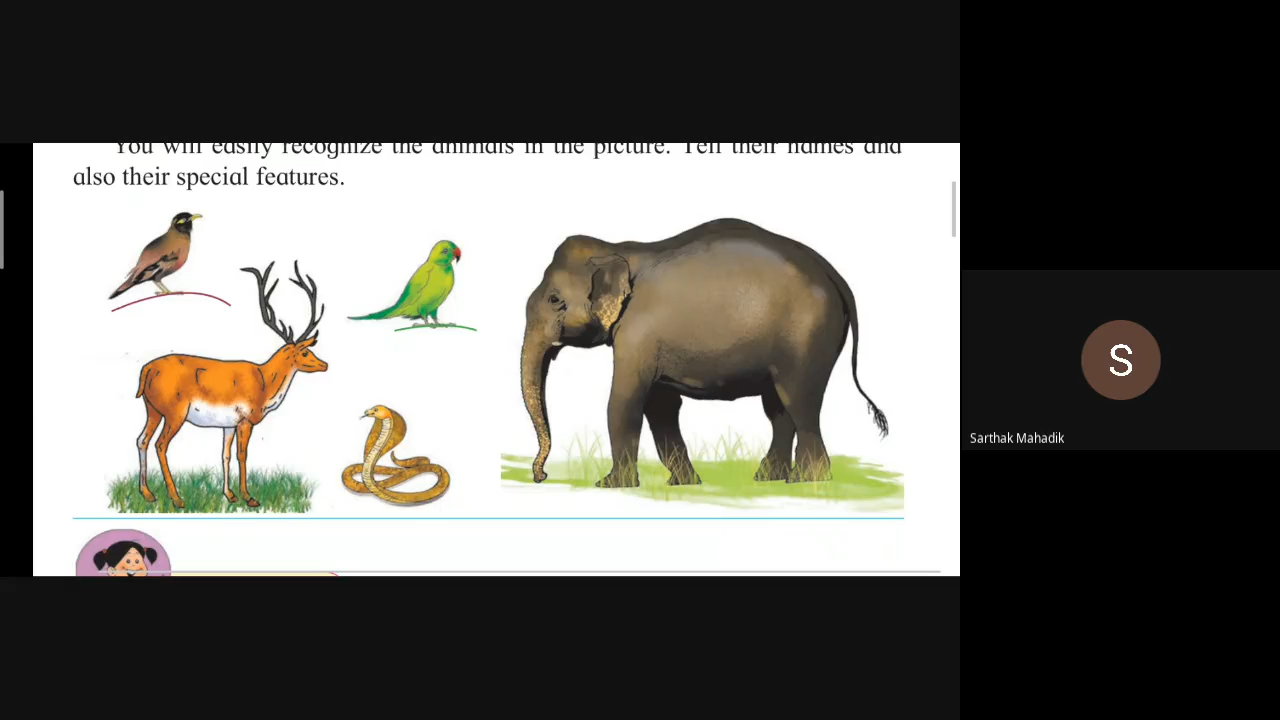 You will easily recognize the animals in the picture. Tell their names and
also their special features.
S
Sarthak Mahadik